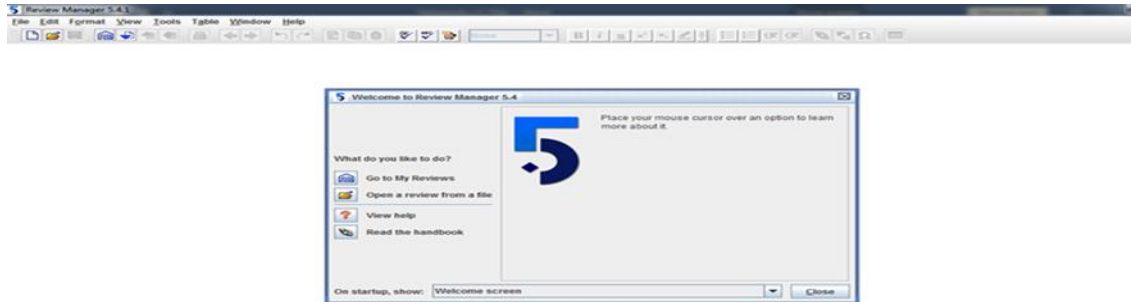 Review Manager 5.4.1
File Edit Format View Tools Table Window Help
None
Welcome to Review Manager 5.4
Place your mouse cursor over an option to learn
more about it.
What do you like to do?
Go to My Reviews
Open a review from a file
View help
Read the handbook
On startup, show: Welcome screen
Close